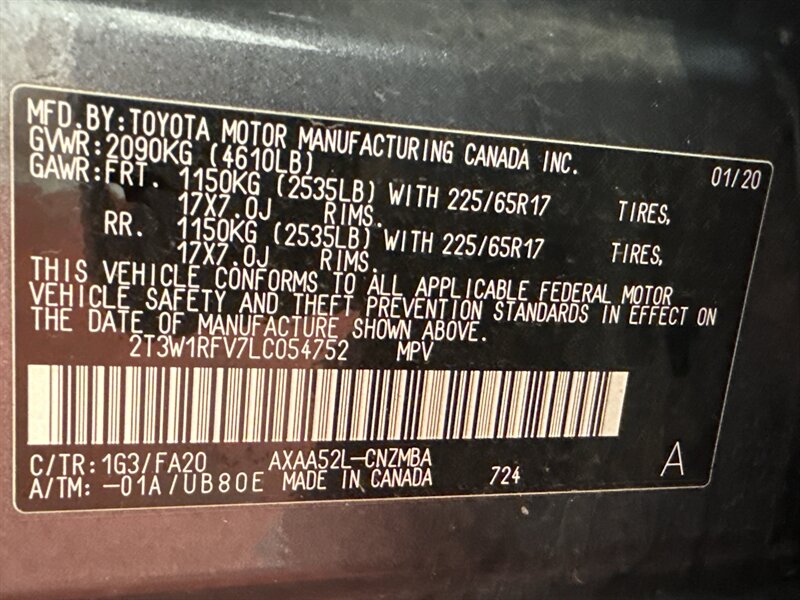 MFD.BY:TOYOTA MOTOR MANUFACTURING CANADA INC.
GVWR:2090KG (4610LB) 01/20
GAWR:FRT. 1150KG (2535LB) WITH 225/65R17 TIRES,
17X7.0J RIMS.
RR. 1150KG (2535LB) WITH 225/65R17 TIRES,
17X7.0J RIMS.
THIS VEHICLE CONFORMS TO ALL APPLICABLE FEDERAL MOTOR
VEHICLE SAFETY AND THEFT PREVENTION STANDARDS IN EFFECT ON
THE DATE OF MANUFACTURE SHOWN ABOVE.
2T3W1RFV7LC054752 MPV
C/TR:1G3/FA20 AXAA52L-CNZMBA A
A/TM:-01A/UB80E MADE IN CANADA 724